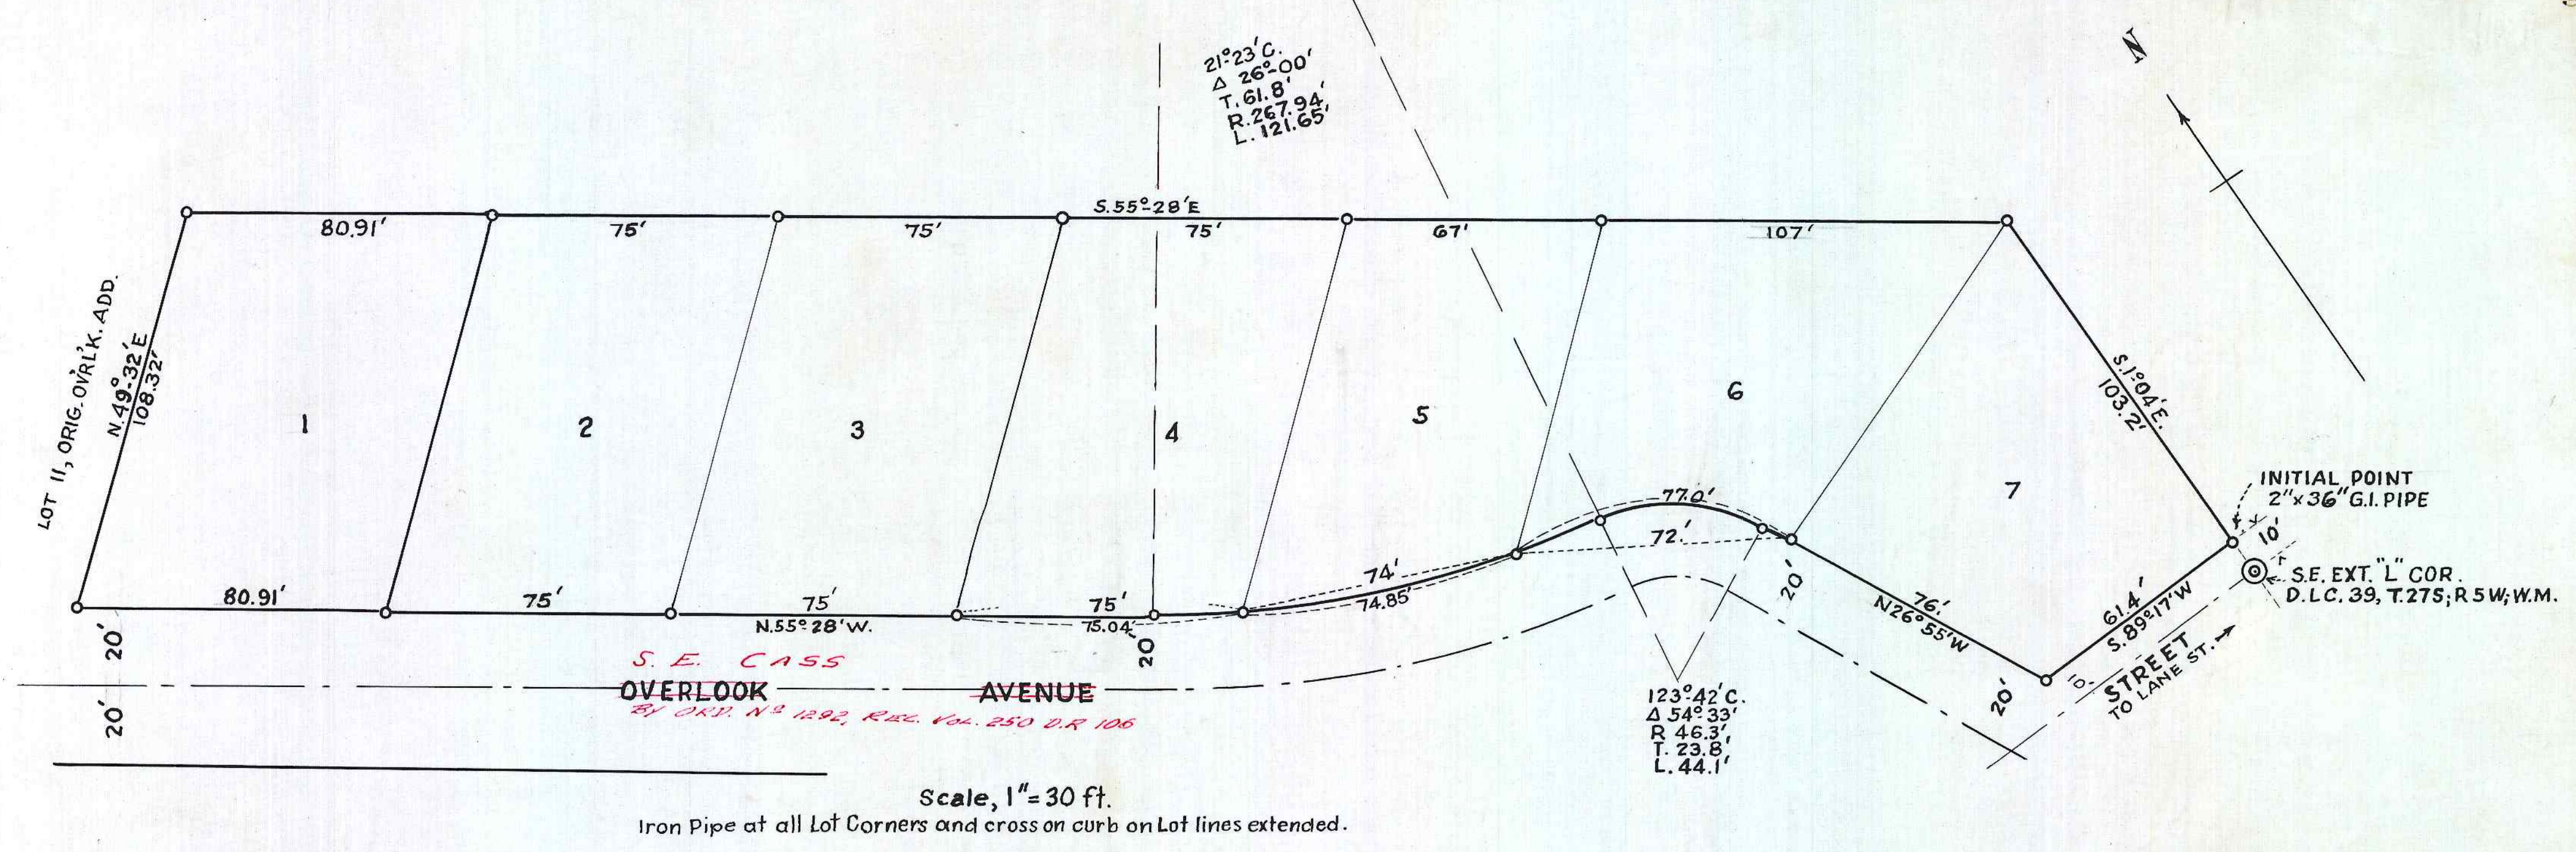 21°-23' C.
Δ 26°-00'
T. 61.8'
R. 267.94'
L. 121.65'
N
S. 55°-28' E
80.91'
75'
75'
75'
67'
107'
LOT 11, ORIG. OV'RL'K. ADD.
N. 49°-32' E
108.32'
1
2
3
4
5
6
7
S. 1°-04' E.
103.2'
INITIAL POINT
2" x 36" G.I. PIPE
10'
S.E. EXT. "L" COR.
D.L.C. 39, T.27S; R 5 W; W.M.
77.0'
72.'
74'
74.85'
80.91'
75'
75'
75'
75.04'
N. 55°-28' W.
20'
20'
20'
20'
20'
76.'
N 26°-55' W
61.4'
S. 89°-17' W
10.'
STREET
TO LANE ST.
S. E. CASS
OVERLOOK AVENUE
BY ORD. Nº 1292, REC. VOL. 250 D.R 106
123°-42' C.
Δ 54°-33'
R 46.3'
T. 23.8'
L. 44.1'
Scale, 1" = 30 ft.
Iron Pipe at all Lot Corners and cross on curb on Lot lines extended.